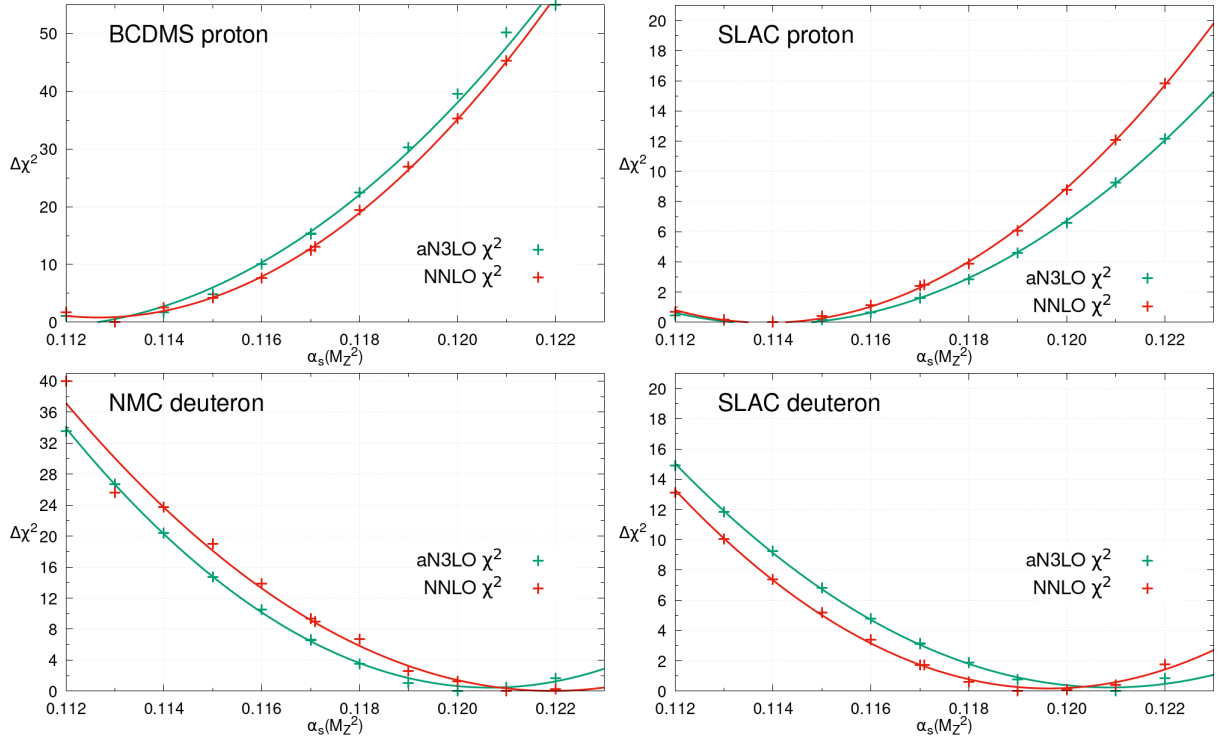 BCDMS proton
50
40
30
20
10
0
Δχ²
aN3LO χ²
NNLO χ²
0.112 0.114 0.116 0.118 0.120 0.122
αₛ(M_Z²)
SLAC proton
20
18
16
14
12
10
8
6
4
2
0
Δχ²
aN3LO χ²
NNLO χ²
0.112 0.114 0.116 0.118 0.120 0.122
αₛ(M_Z²)
NMC deuteron
40
36
32
28
24
20
16
12
8
4
0
Δχ²
aN3LO χ²
NNLO χ²
0.112 0.114 0.116 0.118 0.120 0.122
αₛ(M_Z²)
SLAC deuteron
20
18
16
14
12
10
8
6
4
2
0
Δχ²
aN3LO χ²
NNLO χ²
0.112 0.114 0.116 0.118 0.120 0.122
αₛ(M_Z²)